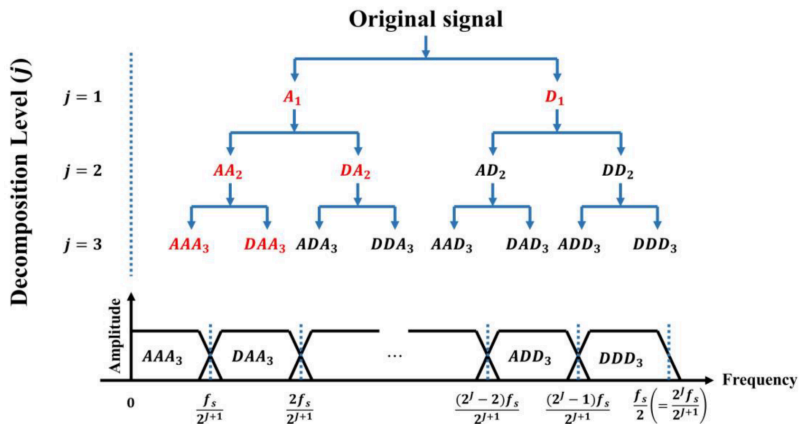 Original signal
Decomposition Level (j)
j = 1
A₁
D₁
j = 2
AA₂
DA₂
AD₂
DD₂
j = 3
AAA₃
DAA₃
ADA₃
DDA₃
AAD₃
DAD₃
ADD₃
DDD₃
Amplitude
AAA₃
DAA₃
...
ADD₃
DDD₃
Frequency
0
fₛ/2^(J+1)
2fₛ/2^(J+1)
(2^J − 2)fₛ/2^(J+1)
(2^J − 1)fₛ/2^(J+1)
fₛ/2 (= 2^J fₛ/2^(J+1))